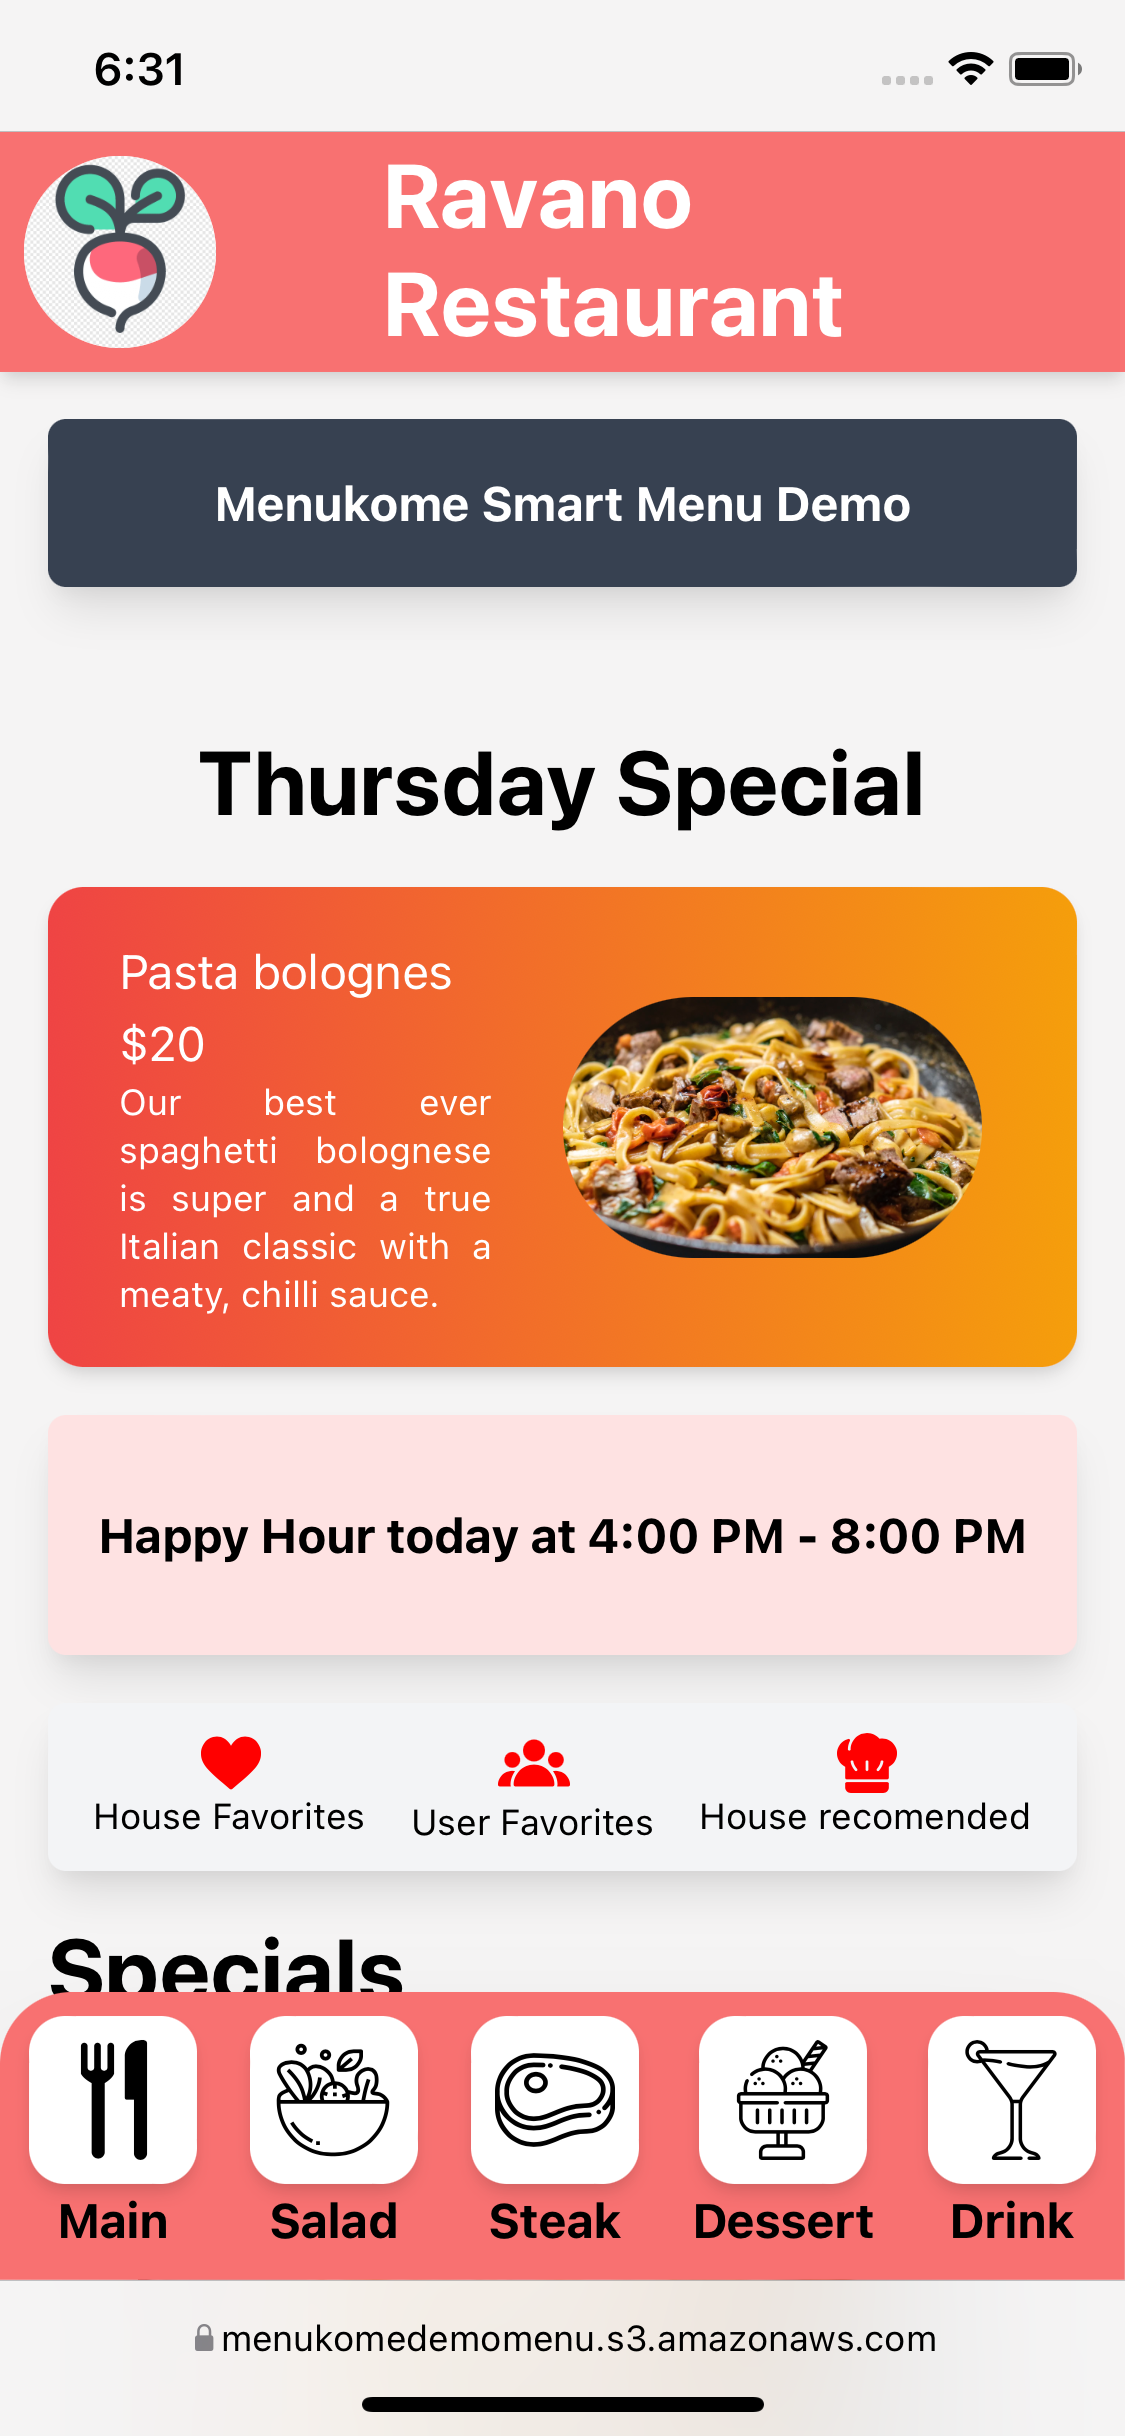 6:31
Ravano
Restaurant
Menukome Smart Menu Demo
Thursday Special
Pasta bolognes
$20
Our best ever
spaghetti bolognese
is super and a true
Italian classic with a
meaty, chilli sauce.
Happy Hour today at 4:00 PM - 8:00 PM
House Favorites
User Favorites
House recomended
Specials
Main
Salad
Steak
Dessert
Drink
menukomedemomenu.s3.amazonaws.com